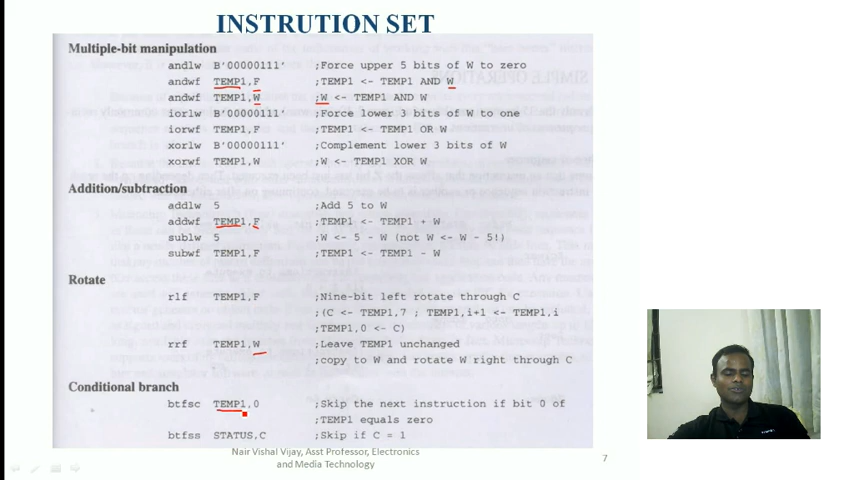 INSTRUTION SET
Multiple-bit manipulation
andlw B'00000111' ;Force upper 5 bits of W to zero
andwf TEMP1,F ;TEMP1 <- TEMP1 AND W
andwf TEMP1,W ;W <- TEMP1 AND W
iorlw B'00000111' ;Force lower 3 bits of W to one
iorwf TEMP1,F ;TEMP1 <- TEMP1 OR W
xorlw B'00000111' ;Complement lower 3 bits of W
xorwf TEMP1,W ;W <- TEMP1 XOR W
Addition/subtraction
addlw 5 ;Add 5 to W
addwf TEMP1,F ;TEMP1 <- TEMP1 + W
sublw 5 ;W <- 5 - W (not W <- W - 5!)
subwf TEMP1,F ;TEMP1 <- TEMP1 - W
Rotate
rlf TEMP1,F ;Nine-bit left rotate through C
;(C <- TEMP1,7 ; TEMP1,i+1 <- TEMP1,i
;TEMP1,0 <- C)
rrf TEMP1,W ;Leave TEMP1 unchanged
;copy to W and rotate W right through C
Conditional branch
btfsc TEMP1,0 ;Skip the next instruction if bit 0 of
;TEMP1 equals zero
btfss STATUS,C ;Skip if C = 1
Nair Vishal Vijay, Asst Professor, Electronics
and Media Technology
7